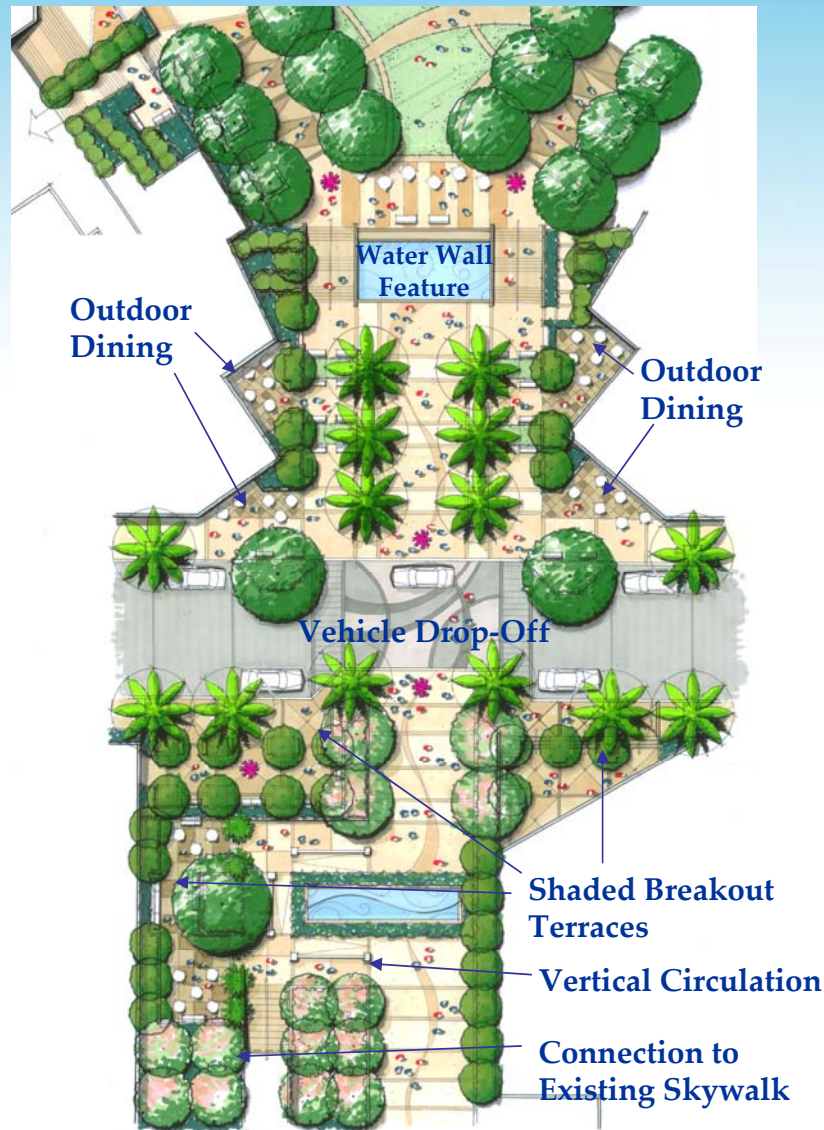 Water Wall
Feature
Outdoor
Dining
Outdoor
Dining
Vehicle Drop-Off
Shaded Breakout
Terraces
Vertical Circulation
Connection to
Existing Skywalk